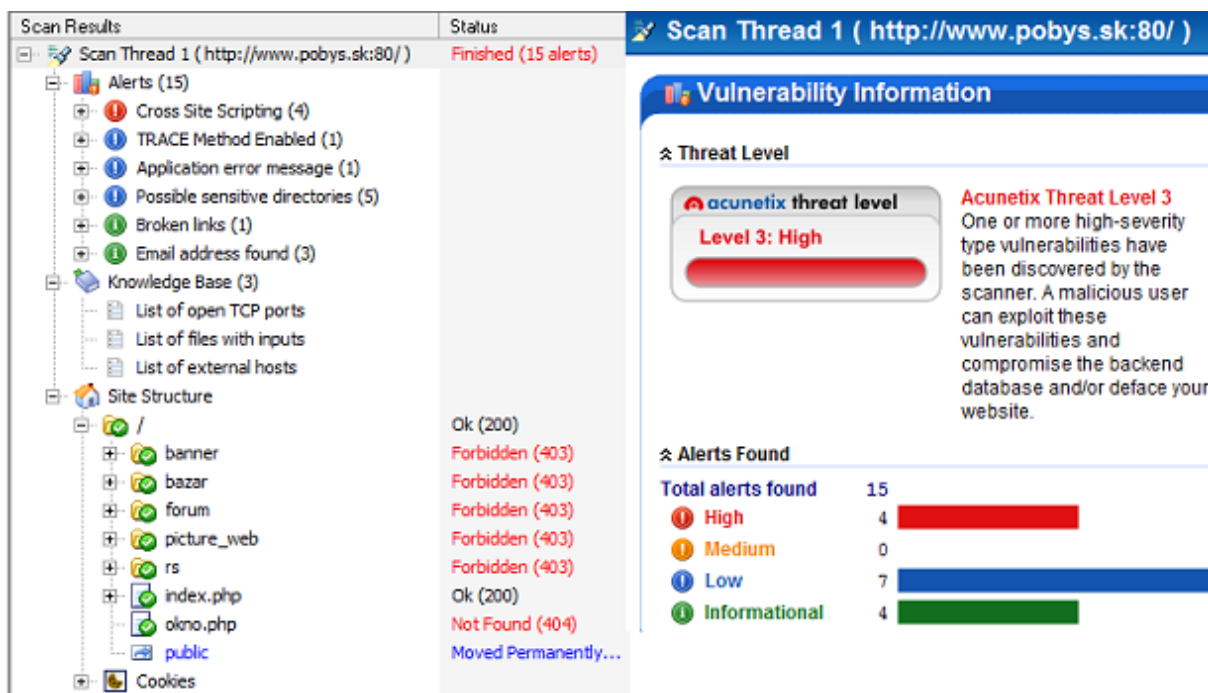 Scan Results Status
Scan Thread 1 ( http://www.pobys.sk:80/ ) Finished (15 alerts)
Alerts (15)
Cross Site Scripting (4)
TRACE Method Enabled (1)
Application error message (1)
Possible sensitive directories (5)
Broken links (1)
Email address found (3)
Knowledge Base (3)
List of open TCP ports
List of files with inputs
List of external hosts
Site Structure
/ Ok (200)
banner Forbidden (403)
bazar Forbidden (403)
forum Forbidden (403)
picture_web Forbidden (403)
rs Forbidden (403)
index.php Ok (200)
okno.php Not Found (404)
public Moved Permanently...
Cookies
Scan Thread 1 ( http://www.pobys.sk:80/ )
Vulnerability Information
Threat Level
acunetix threat level
Level 3: High
Acunetix Threat Level 3
One or more high-severity
type vulnerabilities have
been discovered by the
scanner. A malicious user
can exploit these
vulnerabilities and
compromise the backend
database and/or deface your
website.
Alerts Found
Total alerts found 15
High 4
Medium 0
Low 7
Informational 4